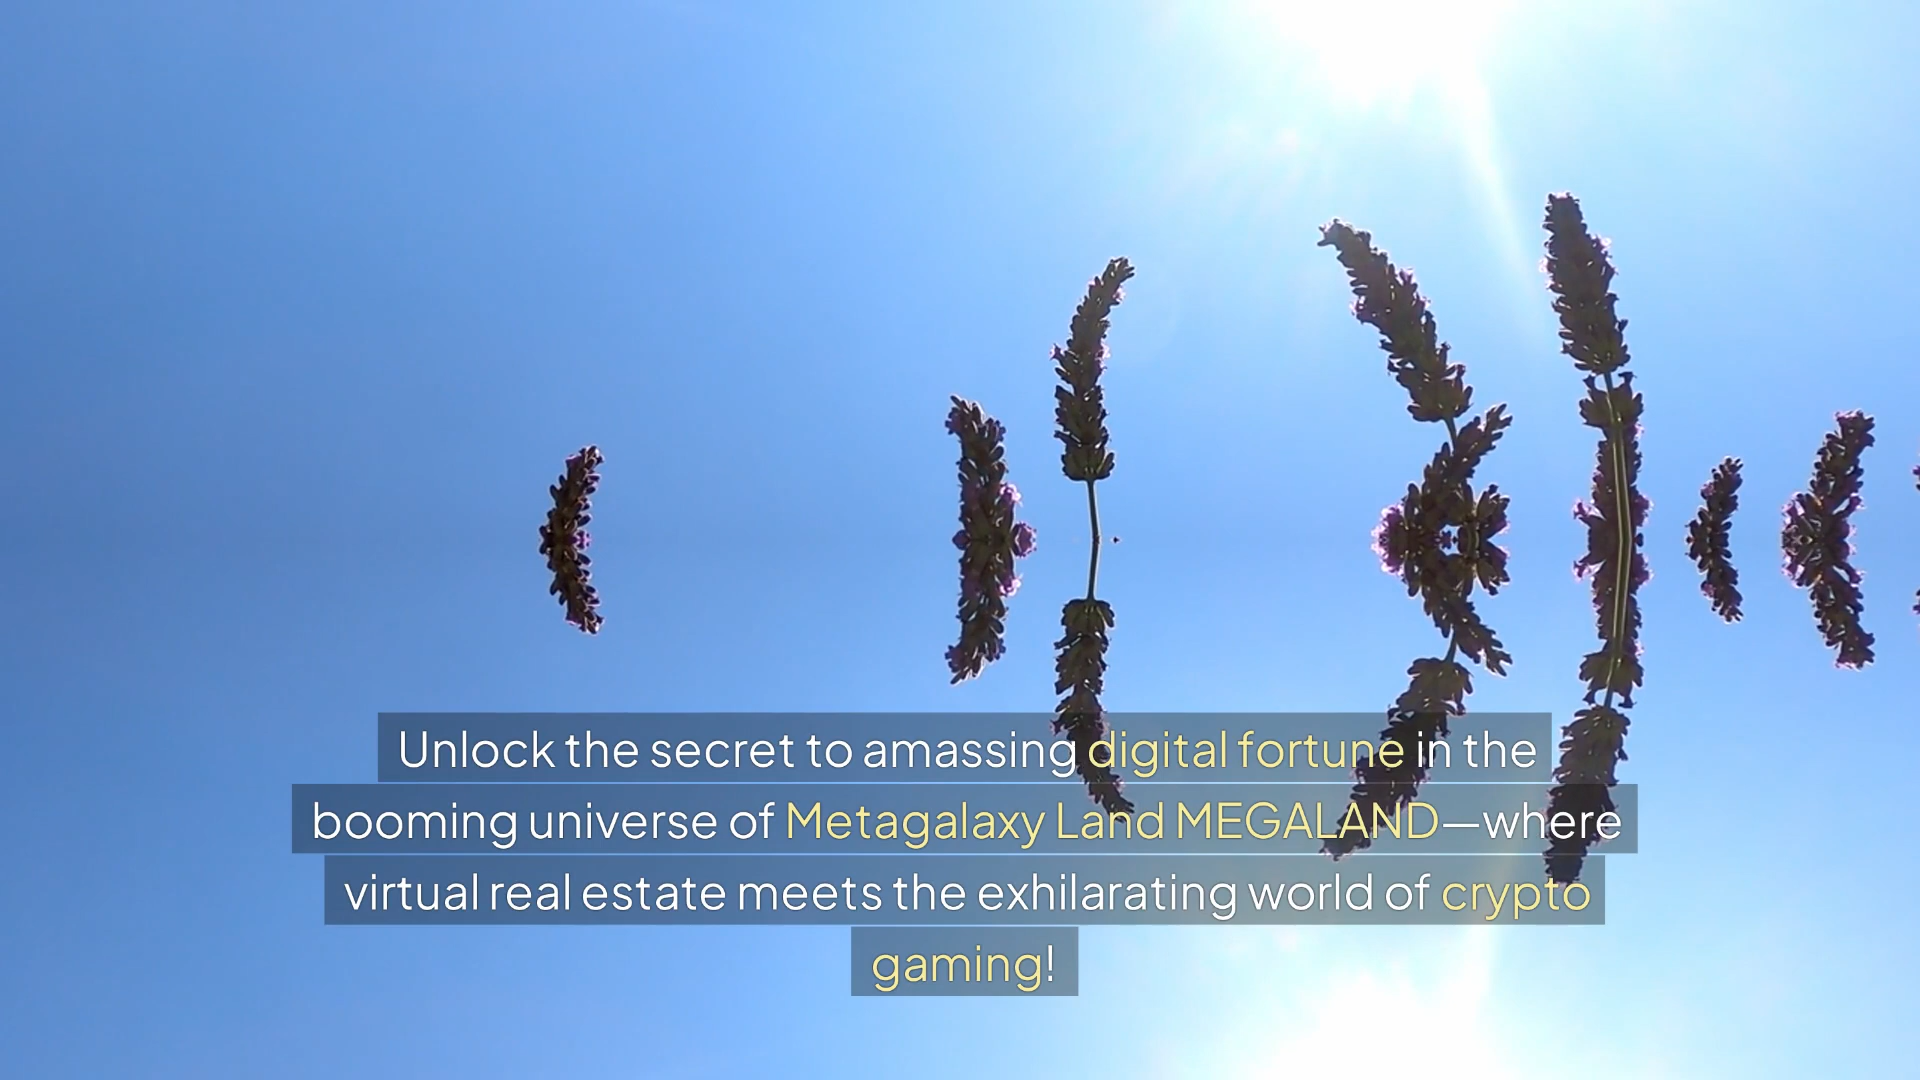 Unlock the secret to amassing digital fortune in the
booming universe of Metagalaxy Land MEGALAND—where
virtual real estate meets the exhilarating world of crypto
gaming!